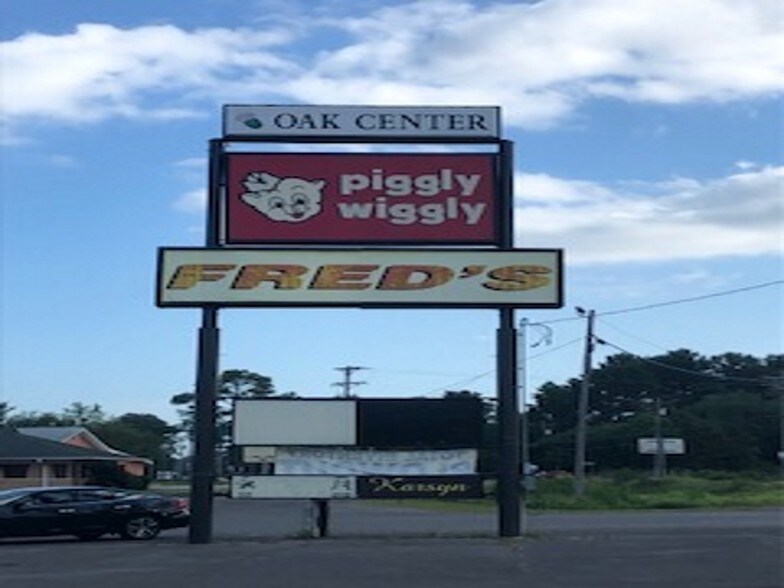 OAK CENTER
piggly
wiggly
FRED'S
Karsyn